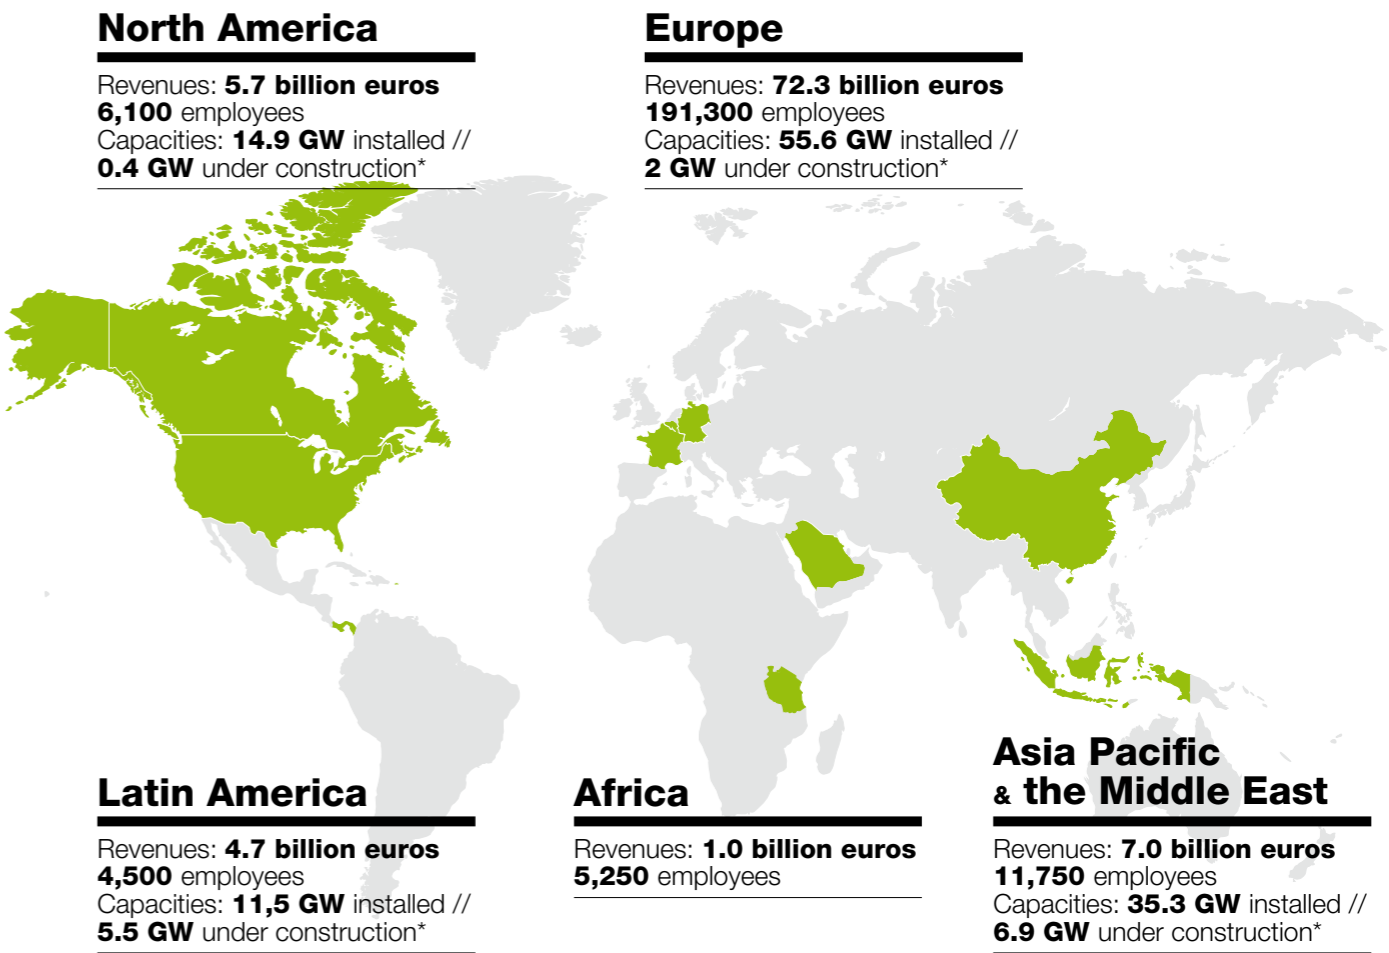 North America
Revenues: 5.7 billion euros
6,100 employees
Capacities: 14.9 GW installed //
0.4 GW under construction*
Europe
Revenues: 72.3 billion euros
191,300 employees
Capacities: 55.6 GW installed //
2 GW under construction*
Latin America
Revenues: 4.7 billion euros
4,500 employees
Capacities: 11,5 GW installed //
5.5 GW under construction*
Africa
Revenues: 1.0 billion euros
5,250 employees
Asia Pacific
& the Middle East
Revenues: 7.0 billion euros
11,750 employees
Capacities: 35.3 GW installed //
6.9 GW under construction*